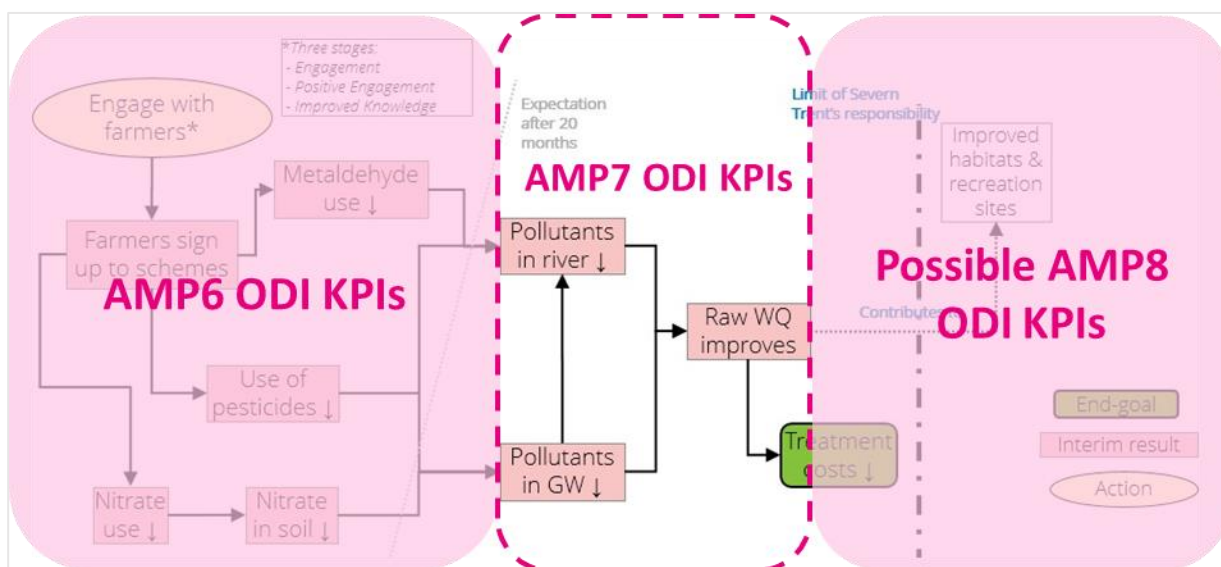 *Three stages:
- Engagement
- Positive Engagement
- Improved Knowledge
Engage with
farmers*
Metaldehyde
use ↓
Farmers sign
up to schemes
AMP6 ODI KPIs
Use of
pesticides ↓
Nitrate
use ↓
Nitrate
in soil ↓
Expectation
after 20
months
AMP7 ODI KPIs
Pollutants
in river ↓
Raw WQ
improves
Pollutants
in GW ↓
Treatment
costs ↓
Limit of Severn
Trent's responsibility
Improved
habitats &
recreation
sites
Possible AMP8
ODI KPIs
Contributes
End-goal
Interim result
Action